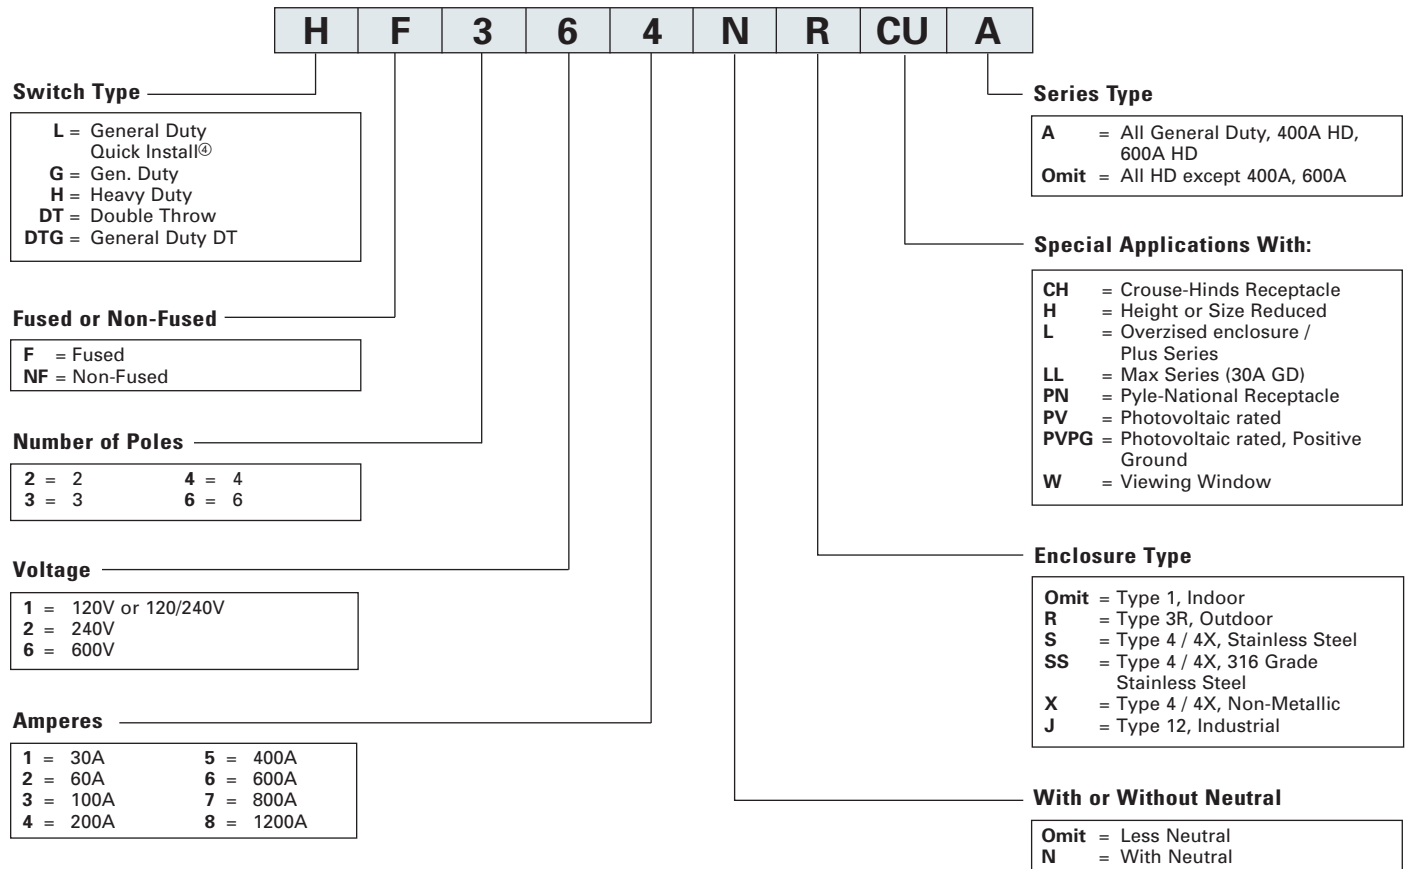 H F 3 6 4 N R CU A
Switch Type
L = General Duty
Quick Install④
G = Gen. Duty
H = Heavy Duty
DT = Double Throw
DTG = General Duty DT
Fused or Non-Fused
F = Fused
NF = Non-Fused
Number of Poles
2 = 2 4 = 4
3 = 3 6 = 6
Voltage
1 = 120V or 120/240V
2 = 240V
6 = 600V
Amperes
1 = 30A 5 = 400A
2 = 60A 6 = 600A
3 = 100A 7 = 800A
4 = 200A 8 = 1200A
Series Type
A = All General Duty, 400A HD,
600A HD
Omit = All HD except 400A, 600A
Special Applications With:
CH = Crouse-Hinds Receptacle
H = Height or Size Reduced
L = Overzised enclosure /
Plus Series
LL = Max Series (30A GD)
PN = Pyle-National Receptacle
PV = Photovoltaic rated
PVPG = Photovoltaic rated, Positive
Ground
W = Viewing Window
Enclosure Type
Omit = Type 1, Indoor
R = Type 3R, Outdoor
S = Type 4 / 4X, Stainless Steel
SS = Type 4 / 4X, 316 Grade
Stainless Steel
X = Type 4 / 4X, Non-Metallic
J = Type 12, Industrial
With or Without Neutral
Omit = Less Neutral
N = With Neutral